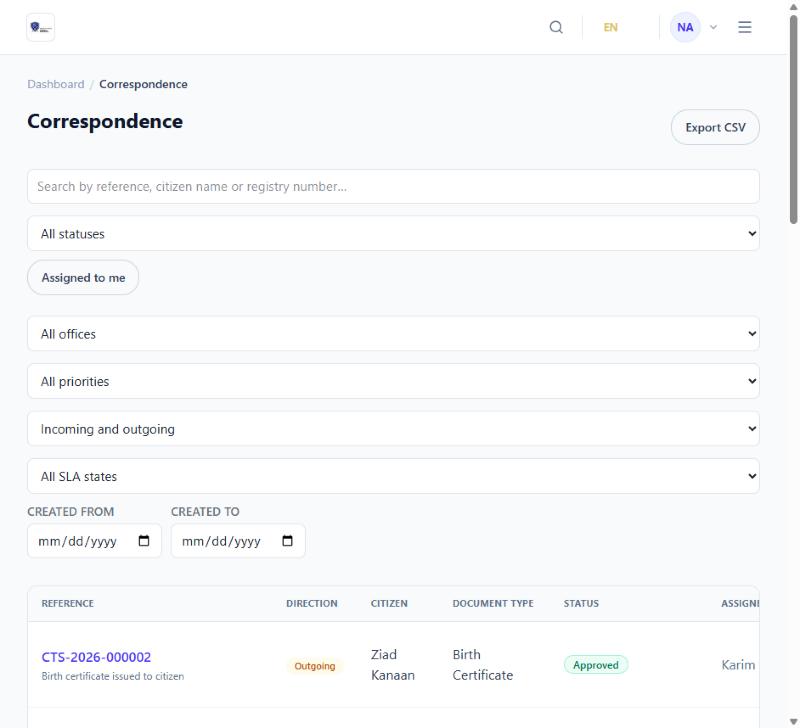 EN
NA
Dashboard / Correspondence
Correspondence
Export CSV
Search by reference, citizen name or registry number...
All statuses
Assigned to me
All offices
All priorities
Incoming and outgoing
All SLA states
CREATED FROM CREATED TO
mm/dd/yyyy mm/dd/yyyy
REFERENCE DIRECTION CITIZEN DOCUMENT TYPE STATUS
CTS-2026-000002
Birth certificate issued to citizen
Outgoing
Ziad
Kanaan
Birth
Certificate
Approved
Karim